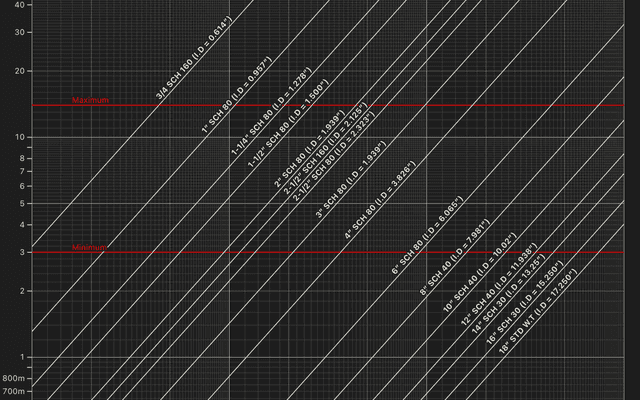 40
30
20
10
8
7
6
5
4
3
2
1
800m
700m
Maximum
Minimum
3/4 SCH 160 (I.D = 0.614")
1" SCH 80 (I.D = 0.957")
1-1/4" SCH 80 (I.D = 1.278")
1-1/2" SCH 80 (I.D = 1.500")
2" SCH 80 (I.D = 1.939")
2-1/2" SCH 160 (I.D = 2.125")
2-1/2" SCH 80 (I.D = 2.323")
3" SCH 80 (I.D = 1.939")
4" SCH 80 (I.D = 3.826")
6" SCH 80 (I.D = 6.065")
8" SCH 40 (I.D = 7.981")
10" SCH 40 (I.D = 10.02")
12" SCH 40 (I.D = 11.938")
14" SCH 30 (I.D = 13.25")
16" SCH 30 (I.D = 15.250")
18" STD W.T (I.D = 17.250")